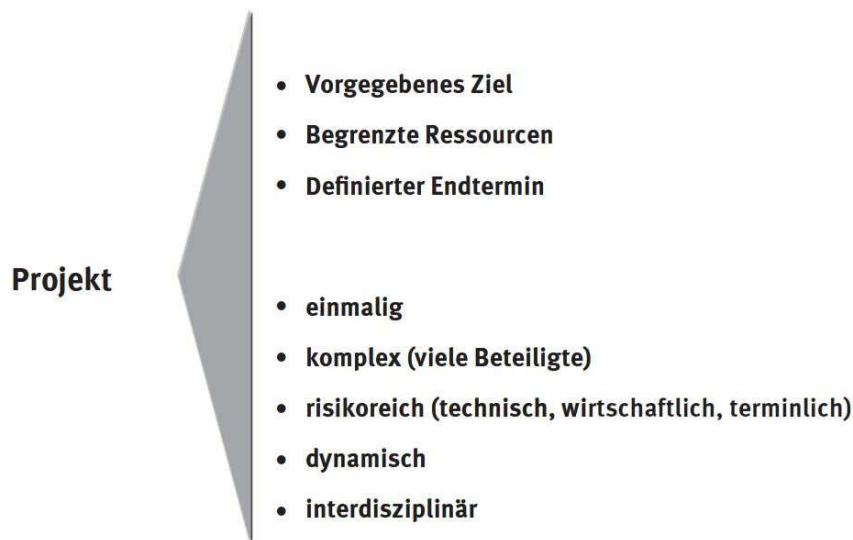 Projekt
• Vorgegebenes Ziel
• Begrenzte Ressourcen
• Definierter Endtermin
• einmalig
• komplex (viele Beteiligte)
• risikoreich (technisch, wirtschaftlich, terminlich)
• dynamisch
• interdisziplinär